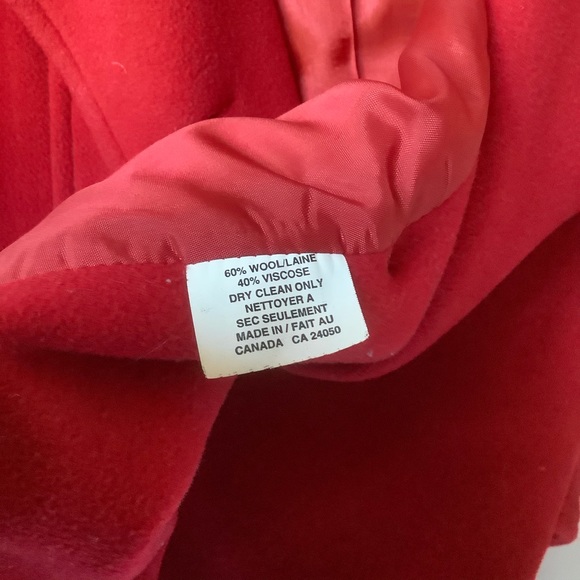 60% WOOL/LAINE
40% VISCOSE
DRY CLEAN ONLY
NETTOYER A
SEC SEULEMENT
MADE IN / FAIT AU
CANADA CA 24050